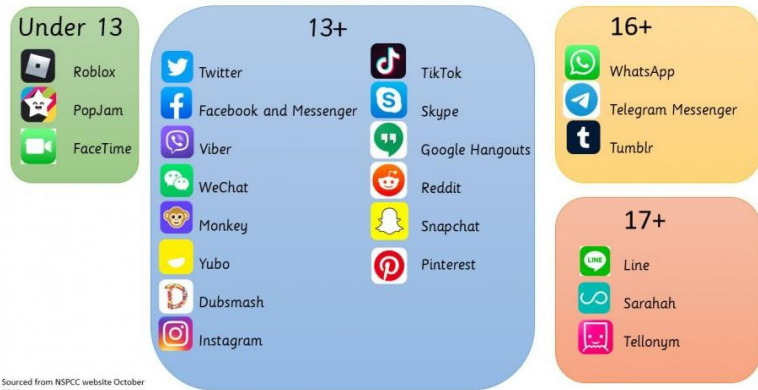 Under 13
Roblox
PopJam
FaceTime
13+
Twitter
Facebook and Messenger
Viber
WeChat
Monkey
Yubo
Dubsmash
Instagram
TikTok
Skype
Google Hangouts
Reddit
Snapchat
Pinterest
16+
WhatsApp
Telegram Messenger
Tumblr
17+
LINE
Line
Sarahah
Tellonym
Sourced from NSPCC website October